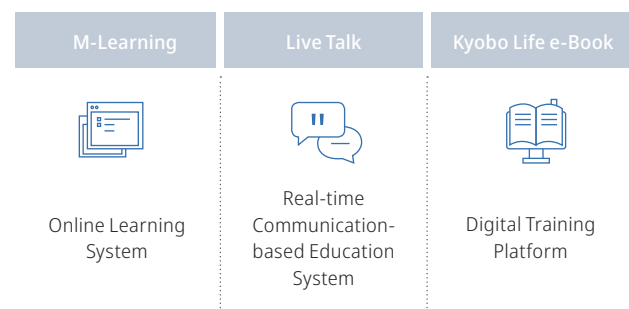 M-Learning
Live Talk
Kyobo Life e-Book
Online Learning
System
Real-time
Communication-
based Education
System
Digital Training
Platform